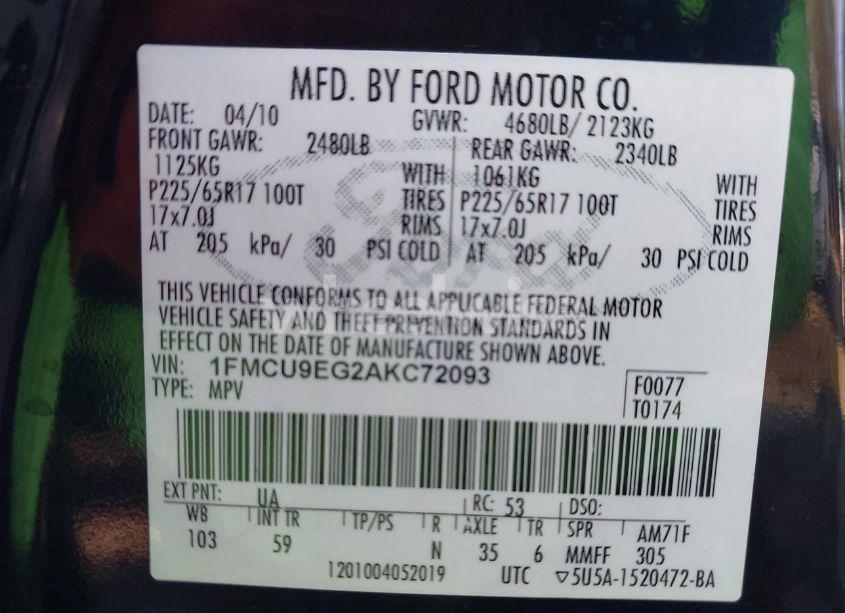 MFD. BY FORD MOTOR CO.
DATE: 04/10 GVWR: 4680LB/ 2123KG
FRONT GAWR: 2480LB REAR GAWR: 2340LB
1125KG WITH 1061KG WITH
P225/65R17 100T TIRES P225/65R17 100T TIRES
17x7.0J RIMS 17x7.0J RIMS
AT 205 kPa/ 30 PSI COLD AT 205 kPa/ 30 PSI COLD
THIS VEHICLE CONFORMS TO ALL APPLICABLE FEDERAL MOTOR
VEHICLE SAFETY AND THEFT PREVENTION STANDARDS IN
EFFECT ON THE DATE OF MANUFACTURE SHOWN ABOVE.
VIN: 1FMCU9EG2AKC72093
TYPE: MPV
F0077
T0174
EXT PNT: UA RC: 53 DSO:
WB INT TR TP/PS R AXLE TR SPR AM71F
103 59 N 35 6 MMFF 305
1201004052019 UTC ▽5U5A-1520472-BA